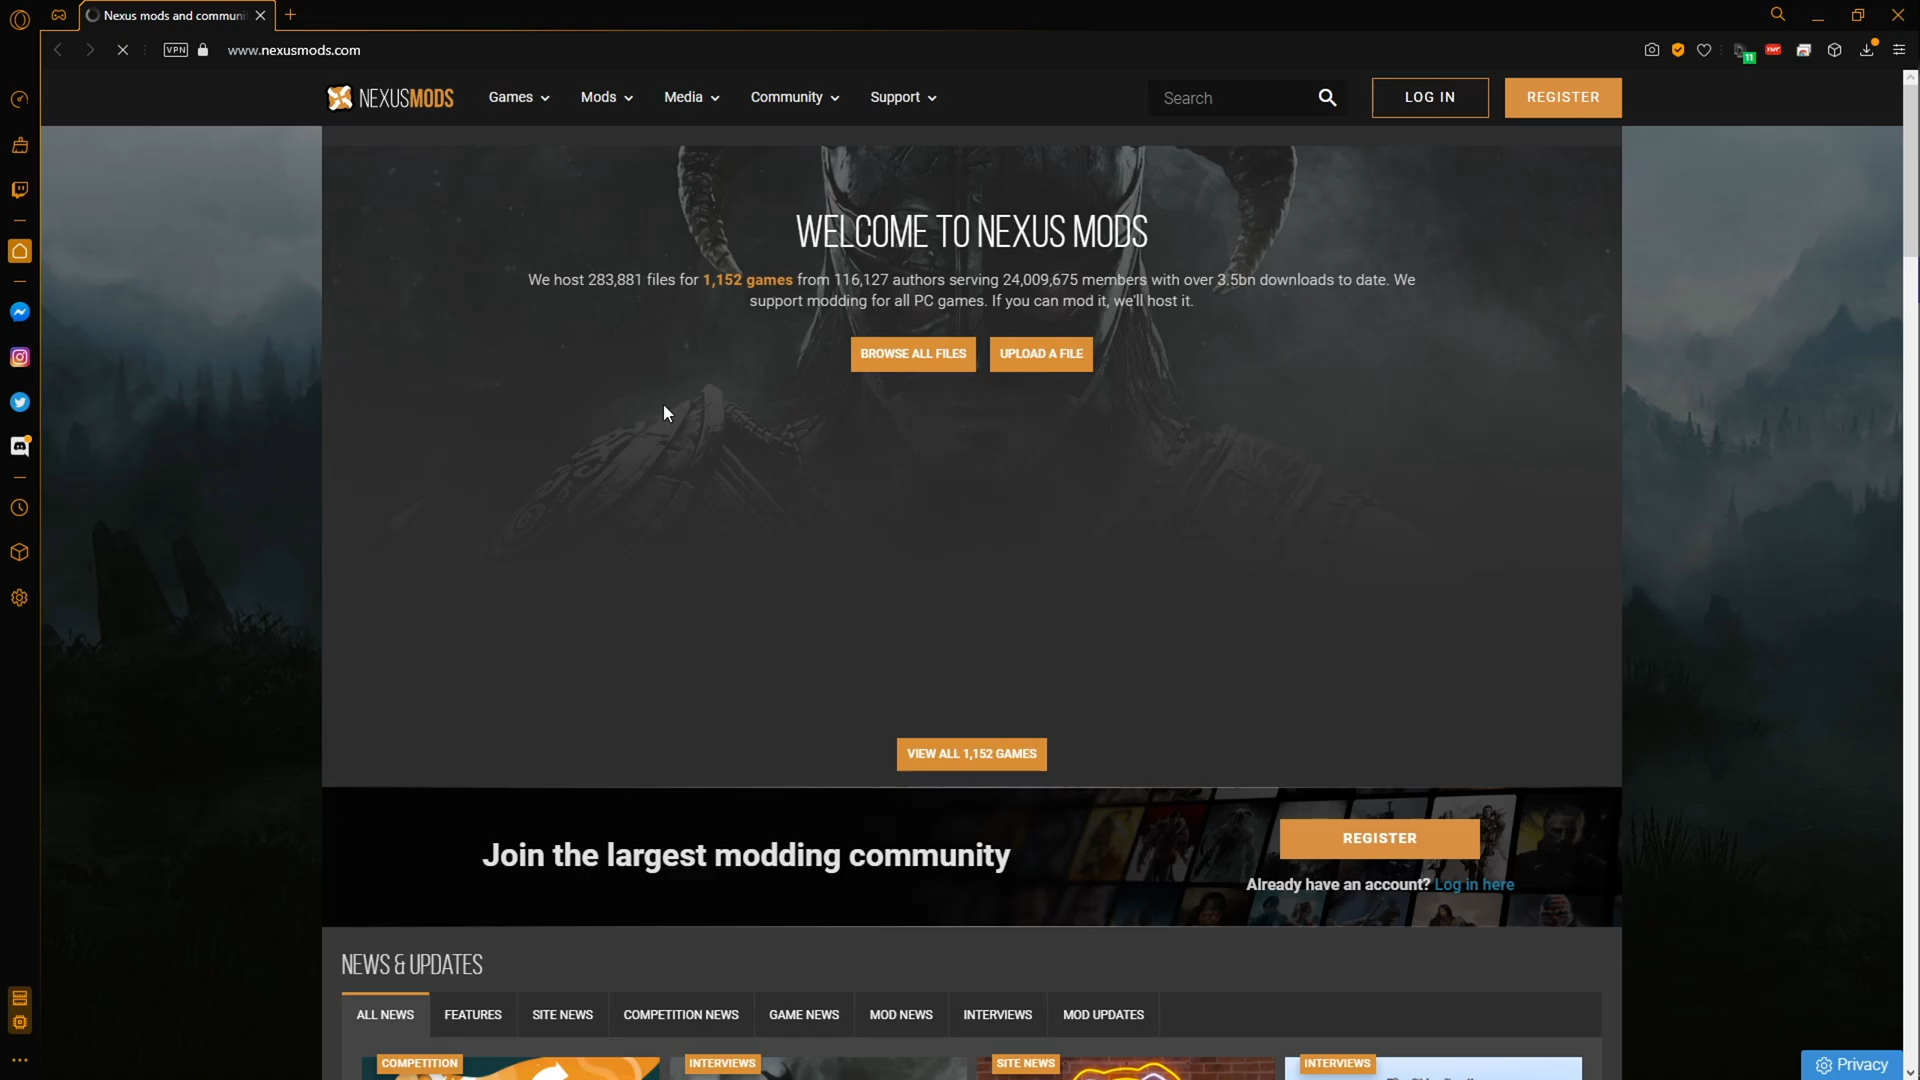 Nexus mods and communi
VPN
www.nexusmods.com
11
NEXUSMODS
Games
Mods
Media
Community
Support
Search
LOG IN
REGISTER
WELCOME TO NEXUS MODS
We host 283,881 files for 1,152 games from 116,127 authors serving 24,009,675 members with over 3.5bn downloads to date. We
support modding for all PC games. If you can mod it, we'll host it.
BROWSE ALL FILES
UPLOAD A FILE
VIEW ALL 1,152 GAMES
Join the largest modding community
REGISTER
Already have an account? Log in here
NEWS & UPDATES
ALL NEWS
FEATURES
SITE NEWS
COMPETITION NEWS
GAME NEWS
MOD NEWS
INTERVIEWS
MOD UPDATES
COMPETITION
INTERVIEWS
SITE NEWS
INTERVIEWS
Privacy